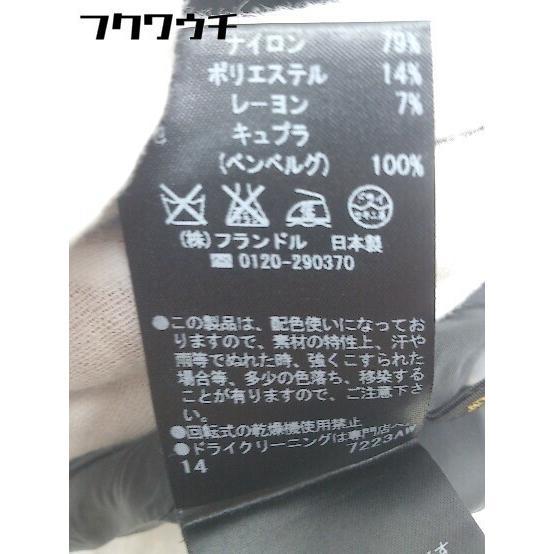 フクワウチ
ナイロン 79%
ポリエステル 14%
レーヨン 7%
キュプラ
(ベンベルグ) 100%
(株)フランドル 日本製
☎ 0120-290370
●この製品は、配色使いになってお
りますので、素材の特性上、汗や
雨等でぬれた時、強くこすられた
場合等、多少の色落ち、移染する
ことが有りますので、ご注意下さ
い。
●回転式の乾燥機使用禁止
●ドライクリーニングは専門店へ
7223AW
14